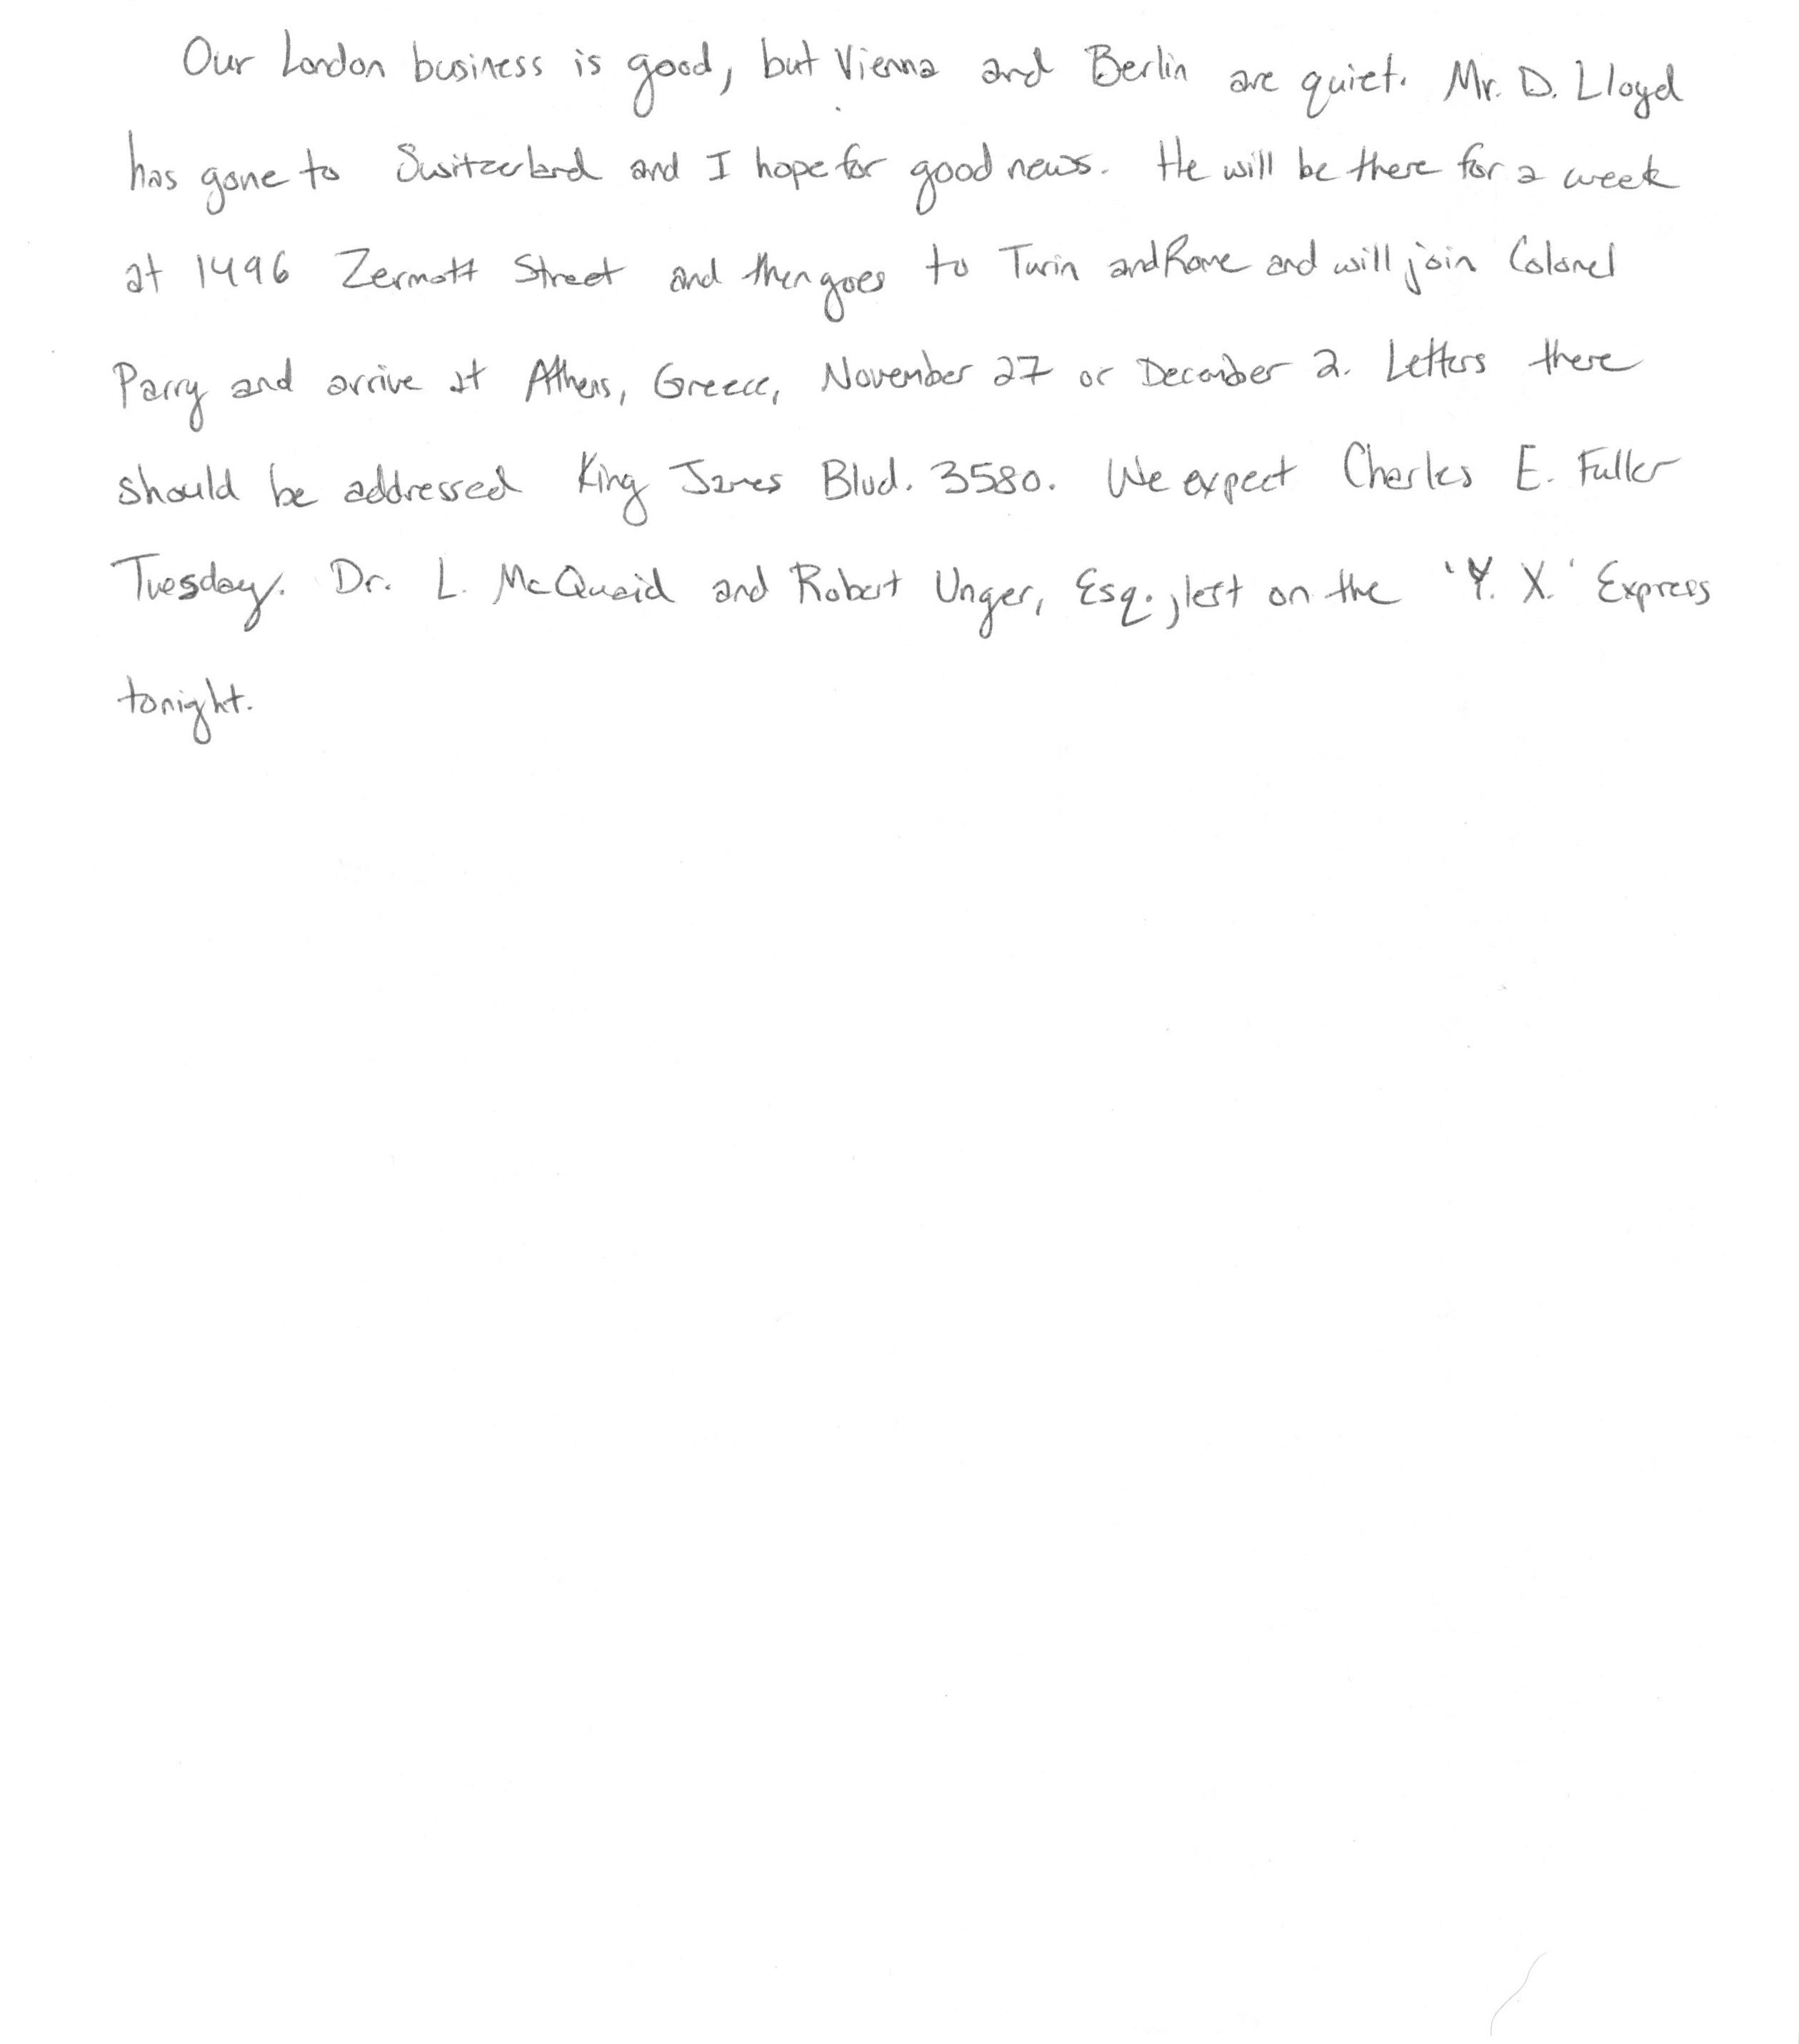 Our London business is good, but Vienna and Berlin are quiet. Mr. D. Lloyd
has gone to Switzerland and I hope for good news. He will be there for a week
at 1496 Zermott Street and then goes to Turin and Rome and will join Colonel
Parry and arrive at Athens, Greece, November 27 or December 2. Letters there
should be addressed King James Blvd. 3580. We expect Charles E. Fuller
Tuesday. Dr. L. McQuaid and Robert Unger, Esq., left on the 'Y. X.' Express
tonight.